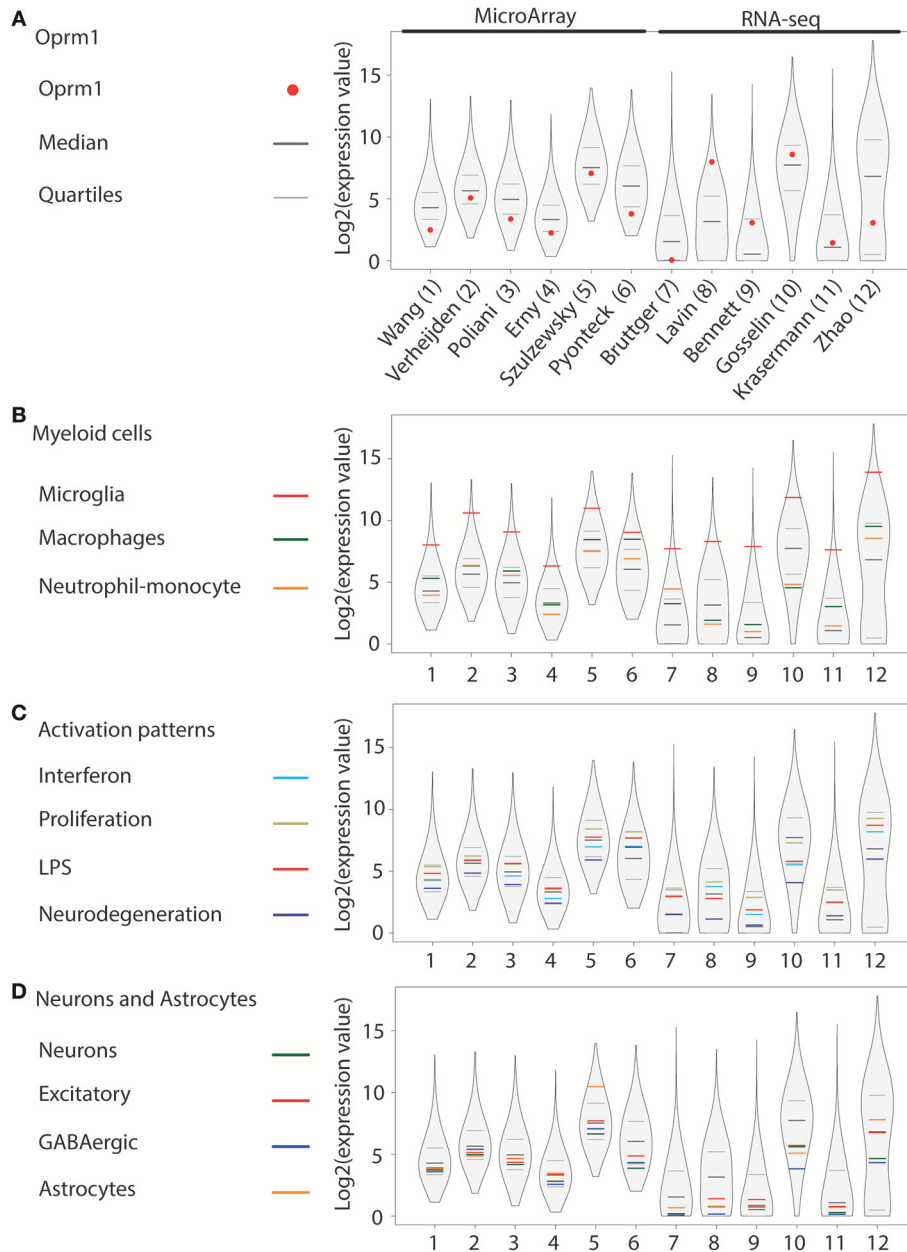 A
MicroArray
RNA-seq
Oprm1
Oprm1
Median
Quartiles
Log2(expression value)
15
10
5
0
Wang (1)
Verheijden (2)
Poliani (3)
Erny (4)
Szulzewsky (5)
Pyonteck (6)
Bruttger (7)
Lavin (8)
Bennett (9)
Gosselin (10)
Krasermann (11)
Zhao (12)
B
Myeloid cells
Microglia
Macrophages
Neutrophil-monocyte
Log2(expression value)
15
10
5
0
1 2 3 4 5 6 7 8 9 10 11 12
C
Activation patterns
Interferon
Proliferation
LPS
Neurodegeneration
Log2(expression value)
15
10
5
0
1 2 3 4 5 6 7 8 9 10 11 12
D
Neurons and Astrocytes
Neurons
Excitatory
GABAergic
Astrocytes
Log2(expression value)
15
10
5
0
1 2 3 4 5 6 7 8 9 10 11 12